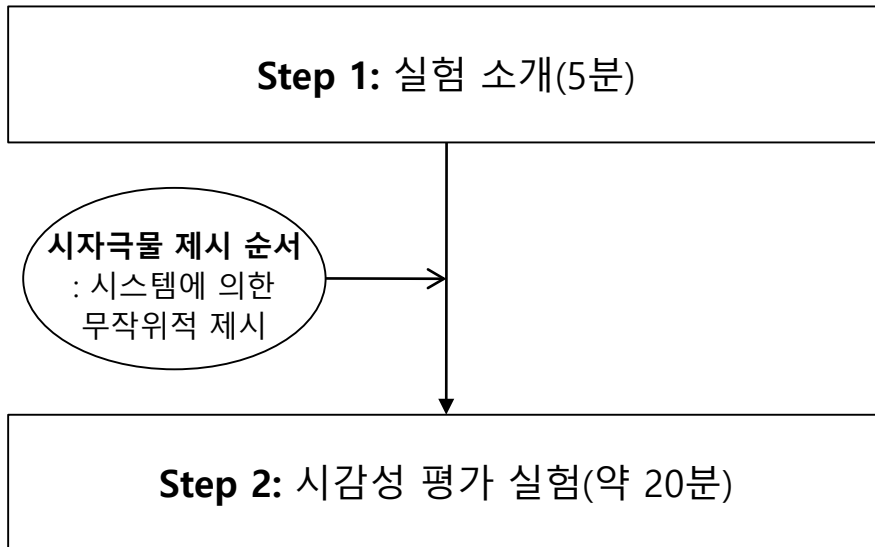 Step 1: 실험 소개(5분)
시자극물 제시 순서
: 시스템에 의한
무작위적 제시
Step 2: 시감성 평가 실험(약 20분)